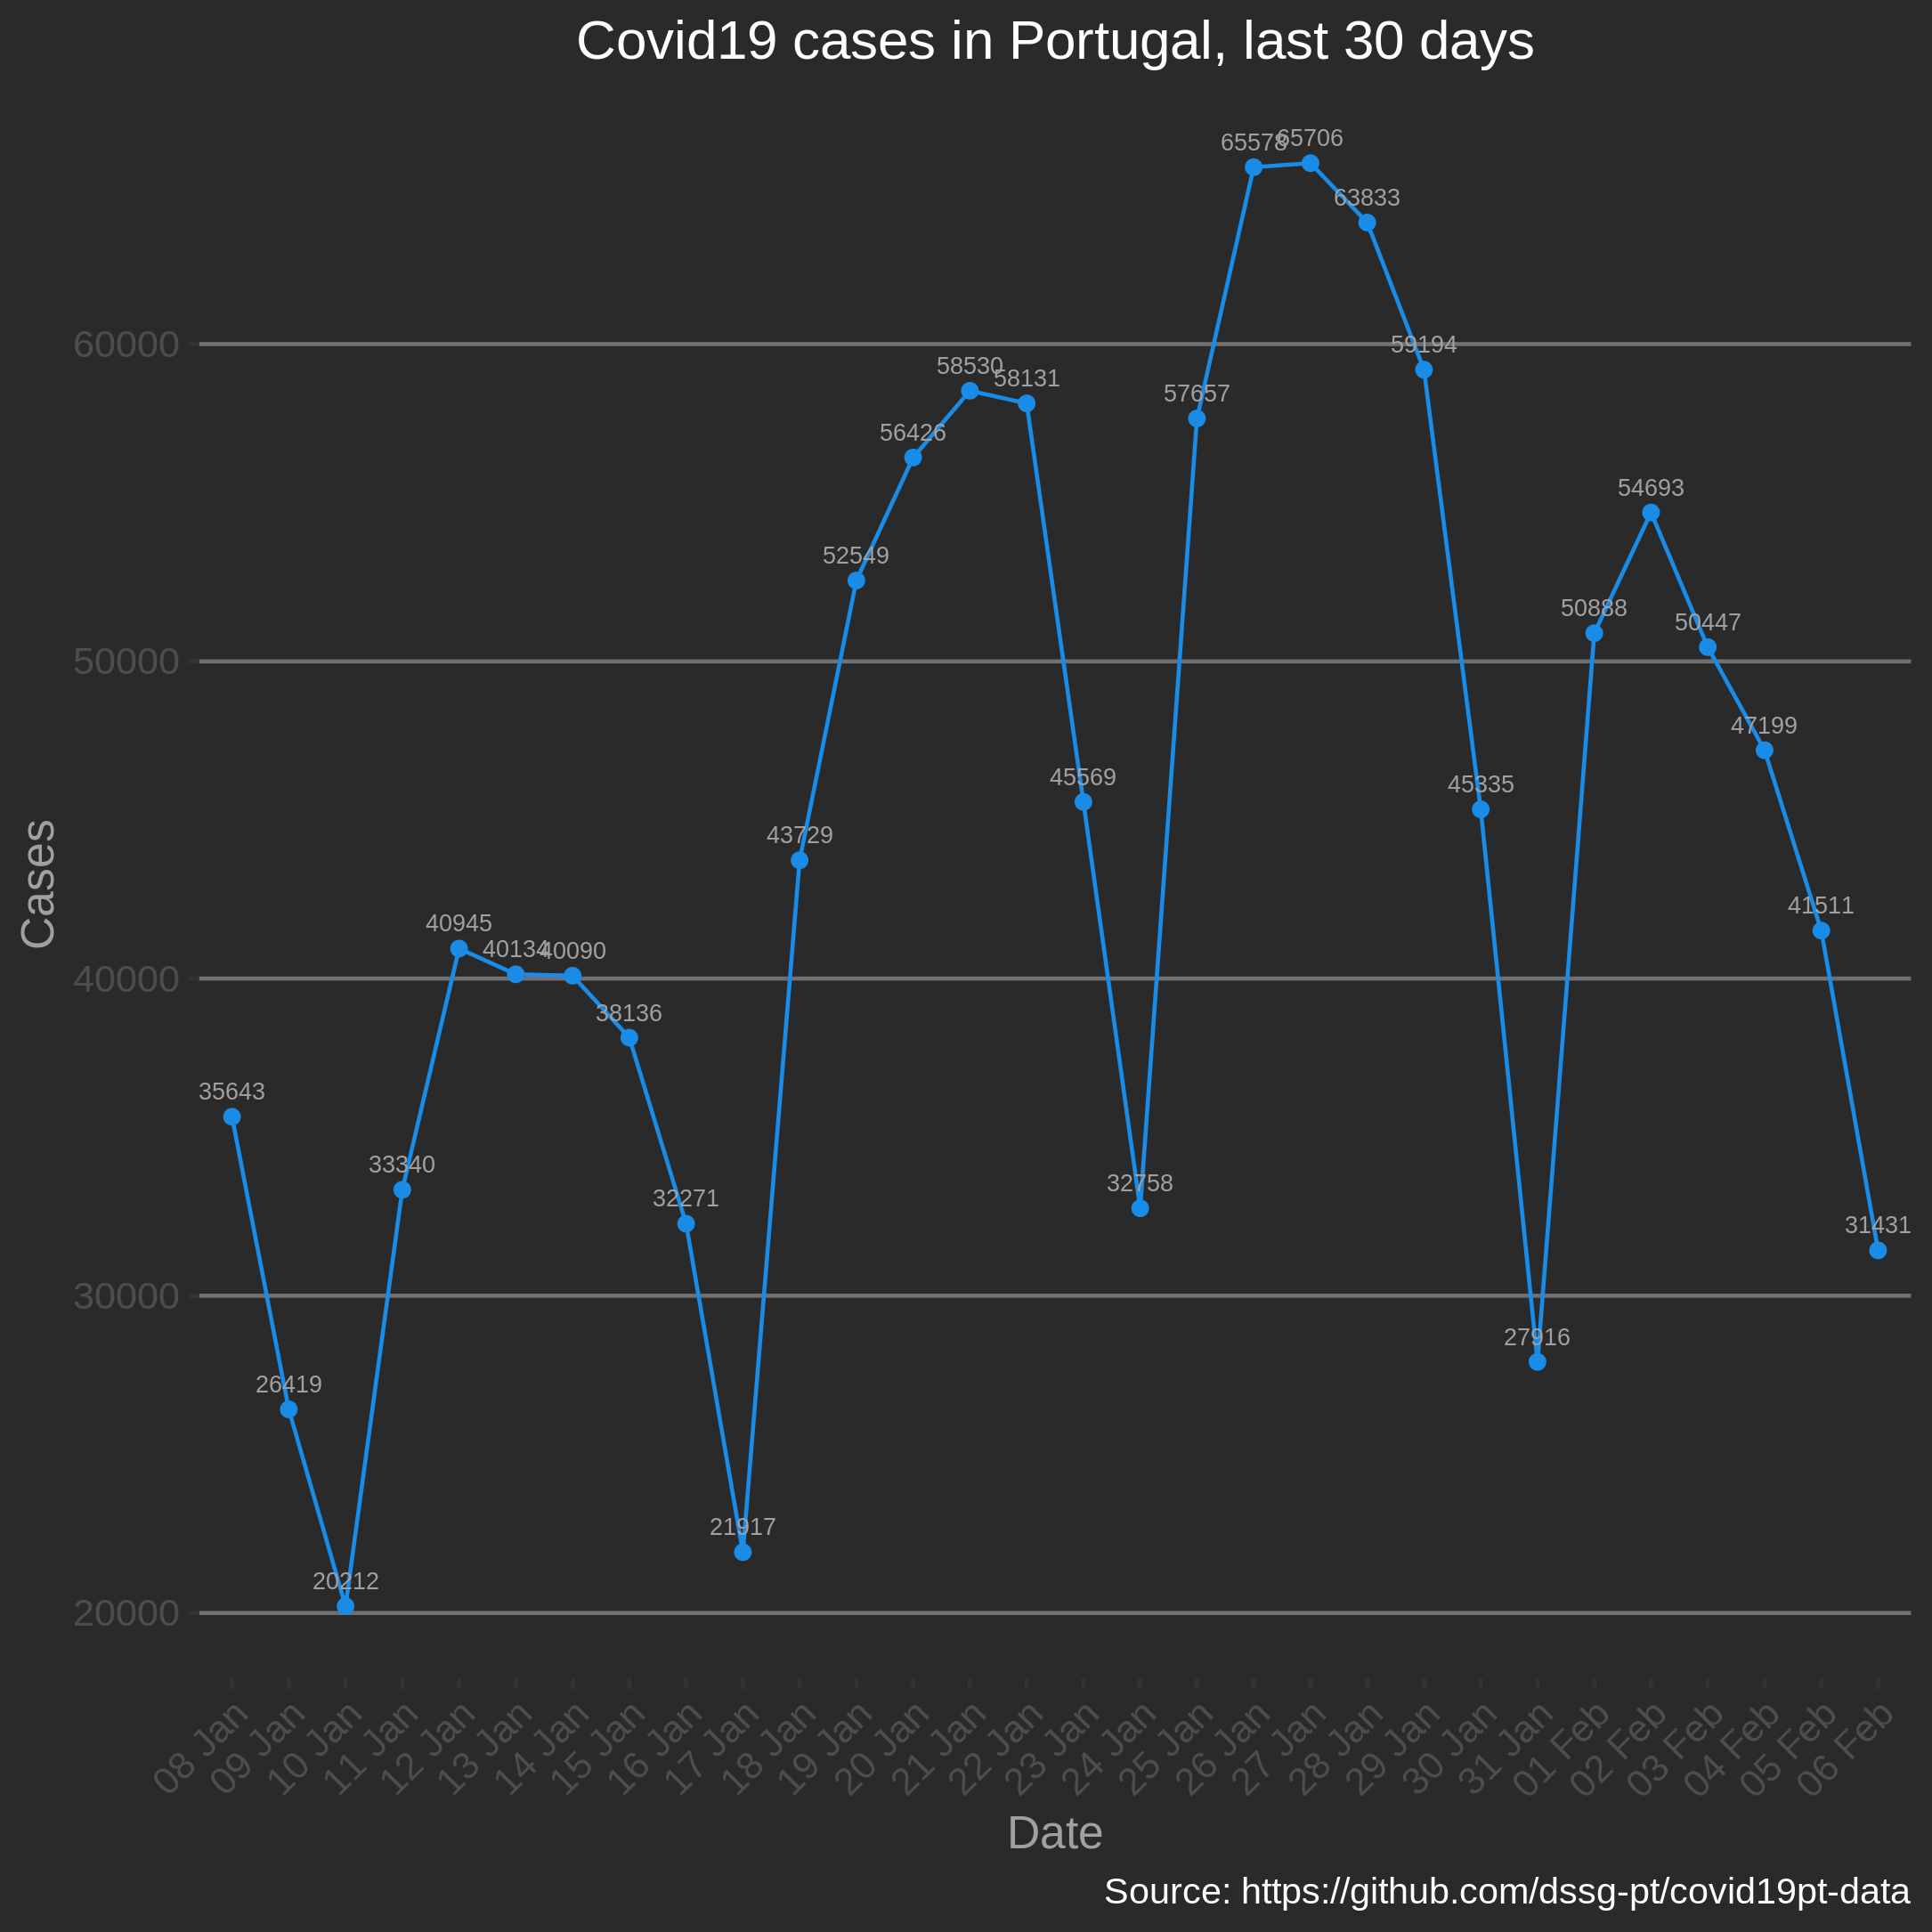 Covid19 cases in Portugal, last 30 days
Cases
60000
50000
40000
30000
20000
35643
26419
20212
33340
40945
40134
40090
38136
32271
21917
43729
52549
56426
58530
58131
45569
32758
57657
65578
65706
63833
59194
45335
27916
50888
54693
50447
47199
41511
31431
08 Jan
09 Jan
10 Jan
11 Jan
12 Jan
13 Jan
14 Jan
15 Jan
16 Jan
17 Jan
18 Jan
19 Jan
20 Jan
21 Jan
22 Jan
23 Jan
24 Jan
25 Jan
26 Jan
27 Jan
28 Jan
29 Jan
30 Jan
31 Jan
01 Feb
02 Feb
03 Feb
04 Feb
05 Feb
06 Feb
Date
Source: https://github.com/dssg-pt/covid19pt-data